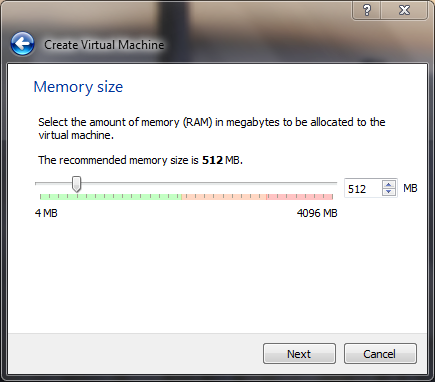 Create Virtual Machine
Memory size
Select the amount of memory (RAM) in megabytes to be allocated to the
virtual machine.
The recommended memory size is 512 MB.
512 MB
4 MB 4096 MB
Next Cancel